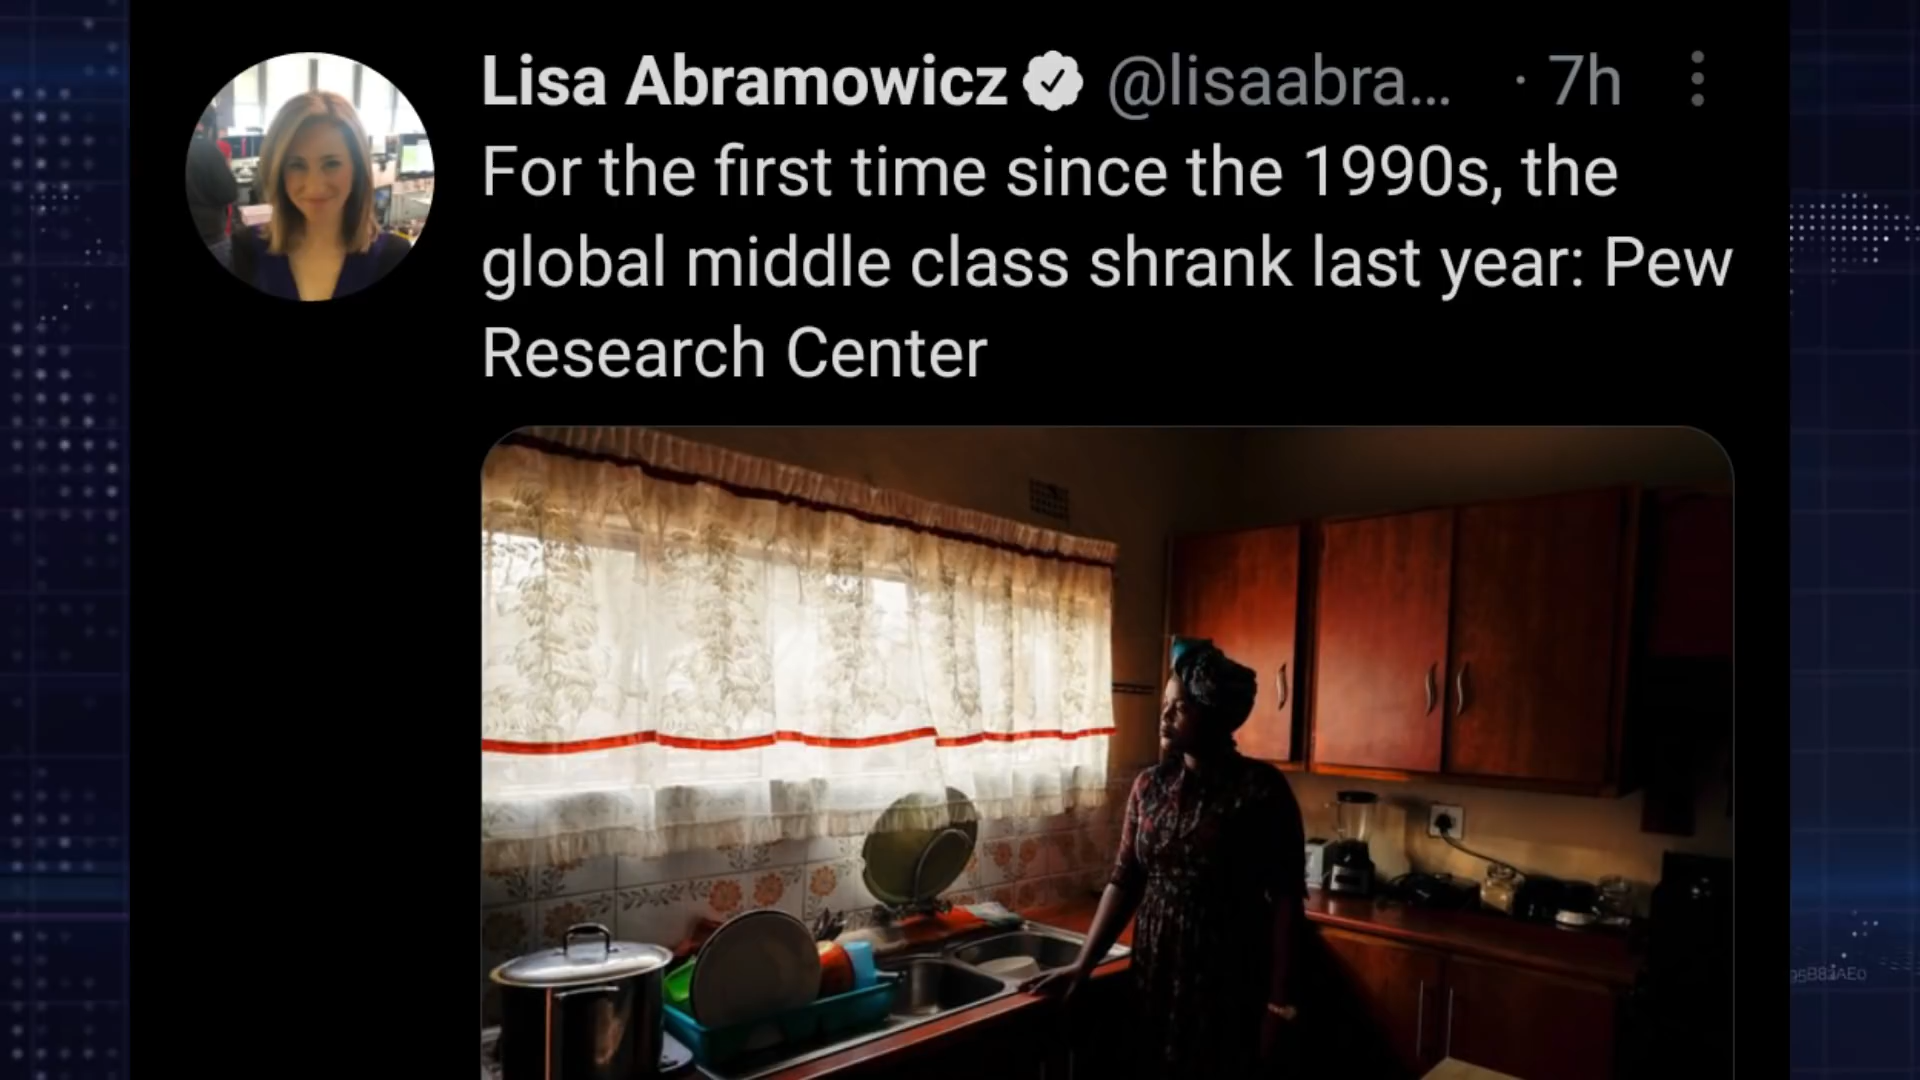 Lisa Abramowicz @lisaabra... · 7h
For the first time since the 1990s, the
global middle class shrank last year: Pew
Research Center